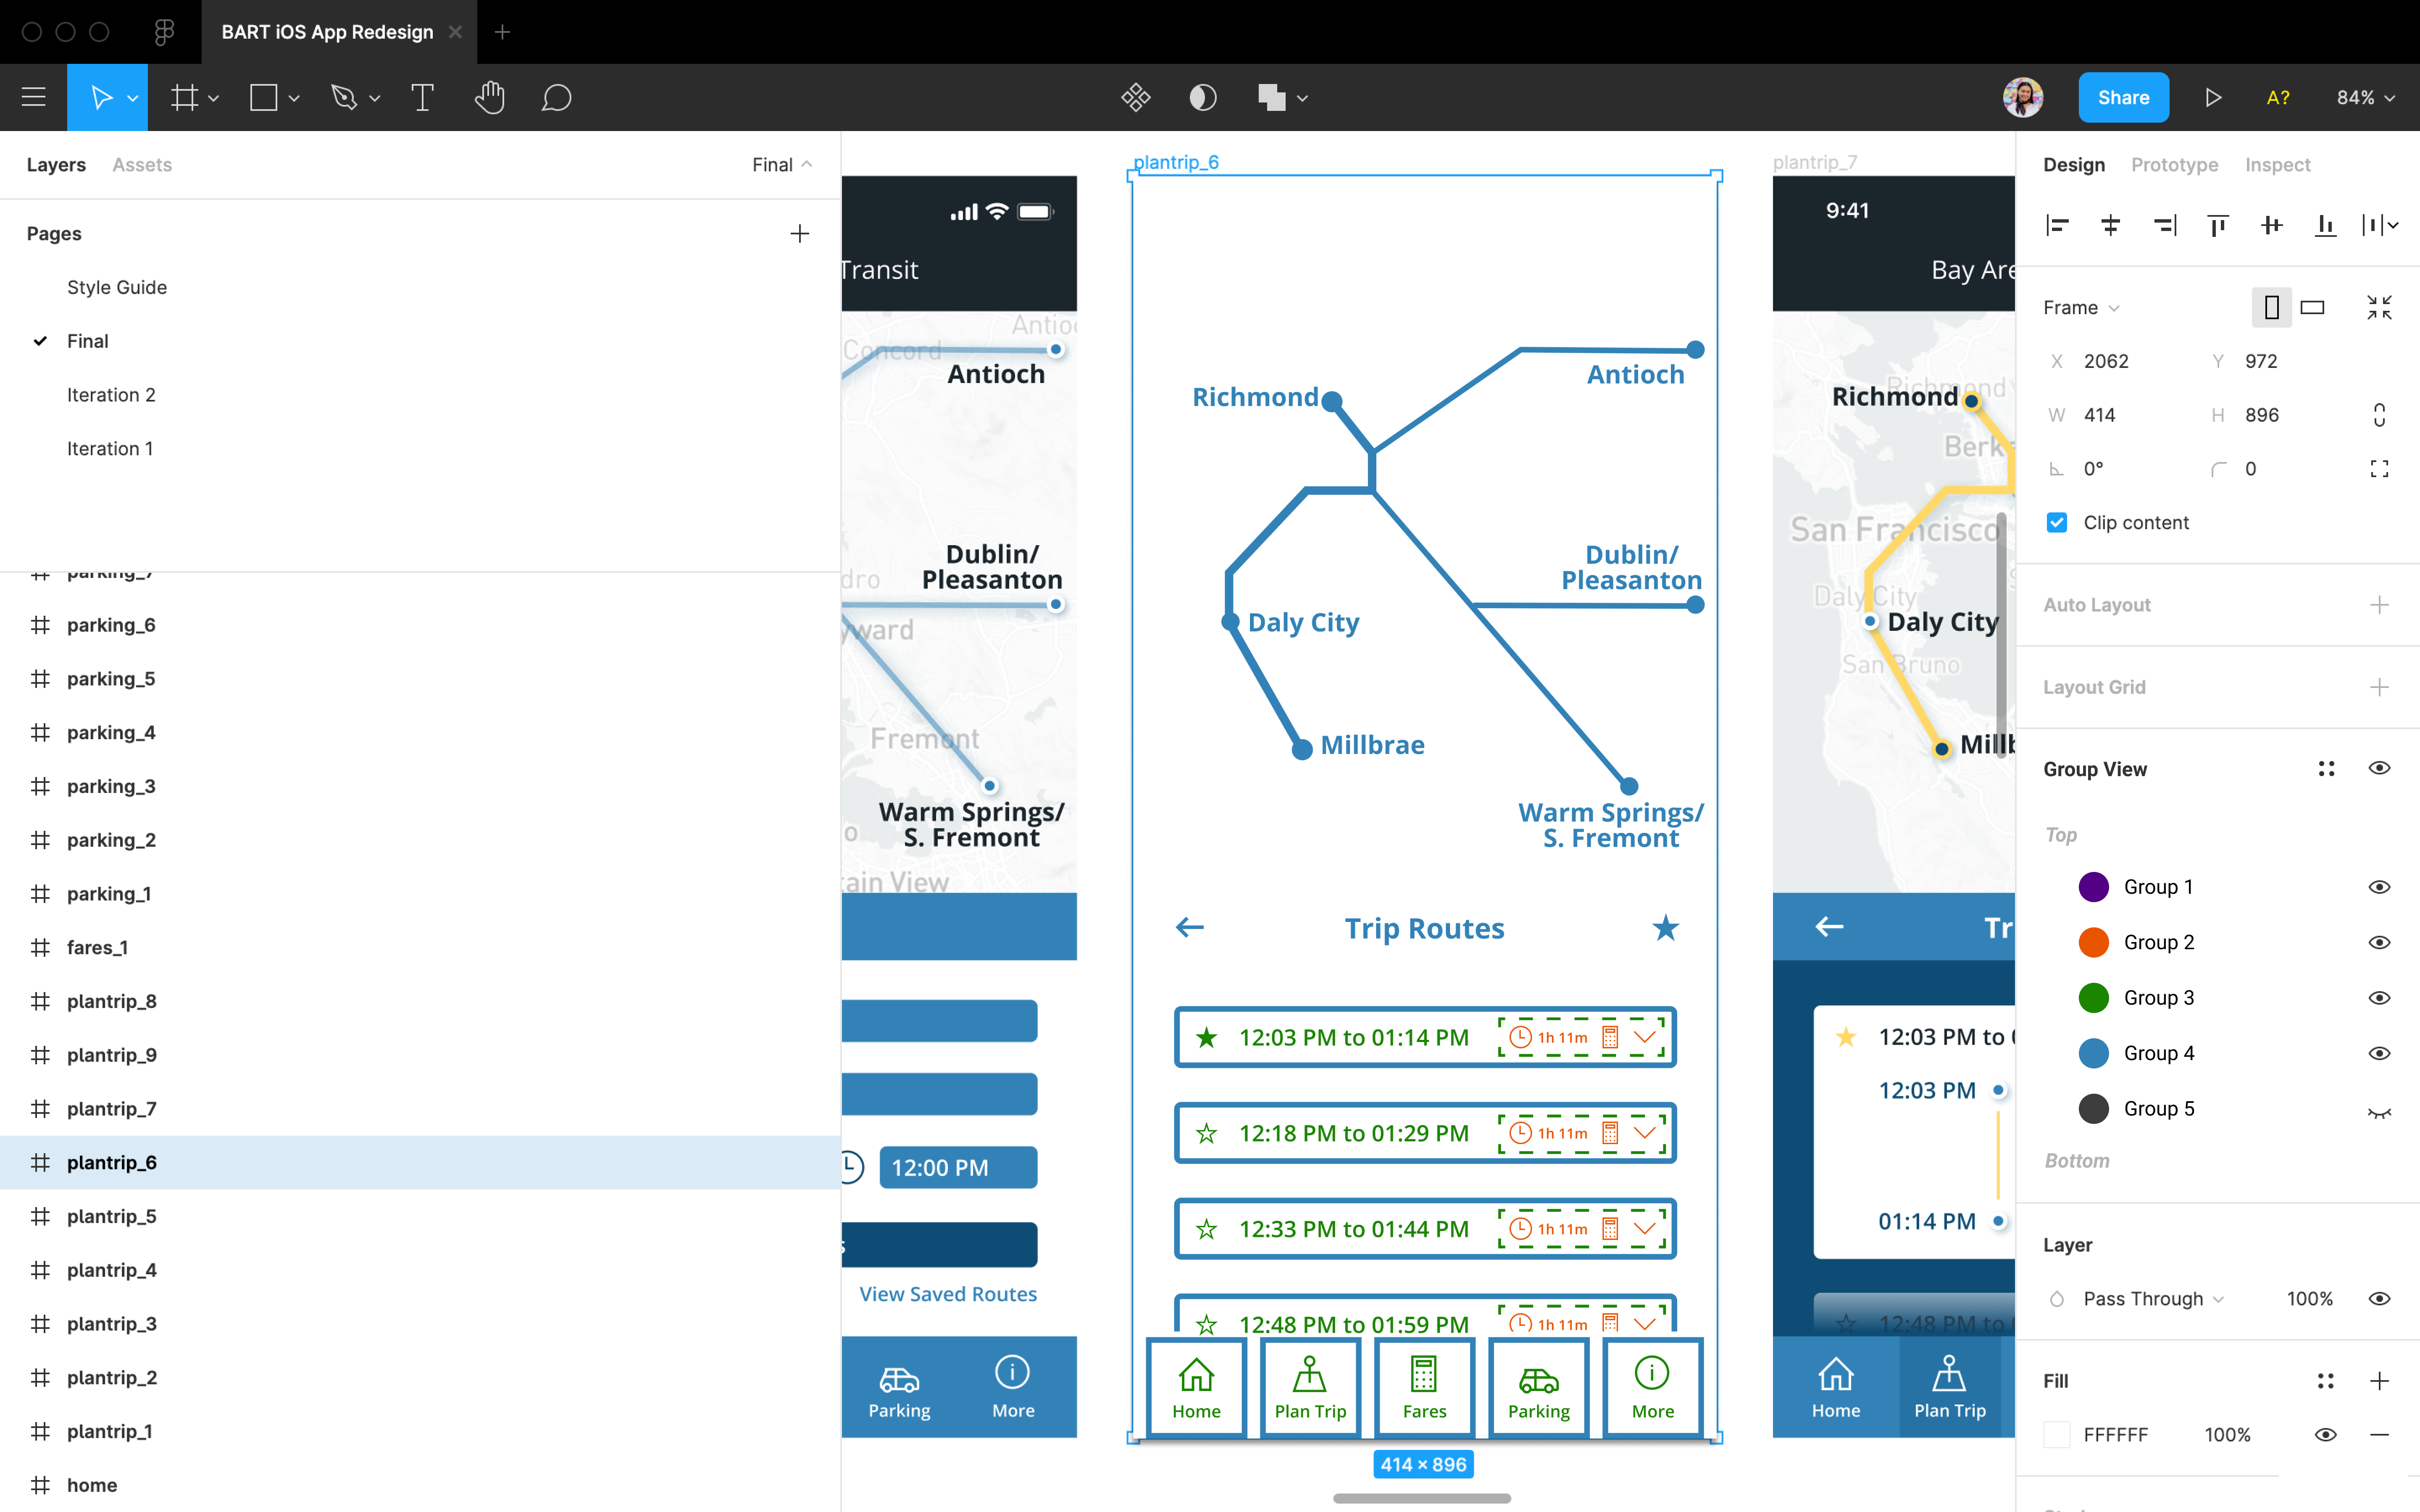 BART iOS App Redesign
Share
A?
84%
Layers
Assets
Final
Pages
Style Guide
Final
Iteration 2
Iteration 1
parking_7
parking_6
parking_5
parking_4
parking_3
parking_2
parking_1
fares_1
plantrip_8
plantrip_9
plantrip_7
plantrip_6
plantrip_5
plantrip_4
plantrip_3
plantrip_2
plantrip_1
home
Transit
Antio
Concord
Antioch
Dublin/
Pleasanton
dro
yward
Fremont
Warm Springs/
S. Fremont
o
tain View
12:00 PM
s
View Saved Routes
Parking
More
plantrip_6
Richmond
Antioch
Dublin/
Pleasanton
Daly City
Millbrae
Warm Springs/
S. Fremont
Trip Routes
12:03 PM to 01:14 PM
1h 11m
12:18 PM to 01:29 PM
1h 11m
12:33 PM to 01:44 PM
1h 11m
12:48 PM to 01:59 PM
1h 11m
Home
Plan Trip
Fares
Parking
More
414 × 896
plantrip_7
9:41
Bay Are
Richmond
Richmond
Berk
San Francisco
Daly City
Daly City
San Bruno
Millb
Tr
12:03 PM to
12:03 PM
01:14 PM
12:48 PM to
Home
Plan Trip
Design
Prototype
Inspect
Frame
X 2062
Y 972
W 414
H 896
0°
0
Clip content
Auto Layout
Layout Grid
Group View
Top
Group 1
Group 2
Group 3
Group 4
Group 5
Bottom
Layer
Pass Through
100%
Fill
FFFFFF
100%